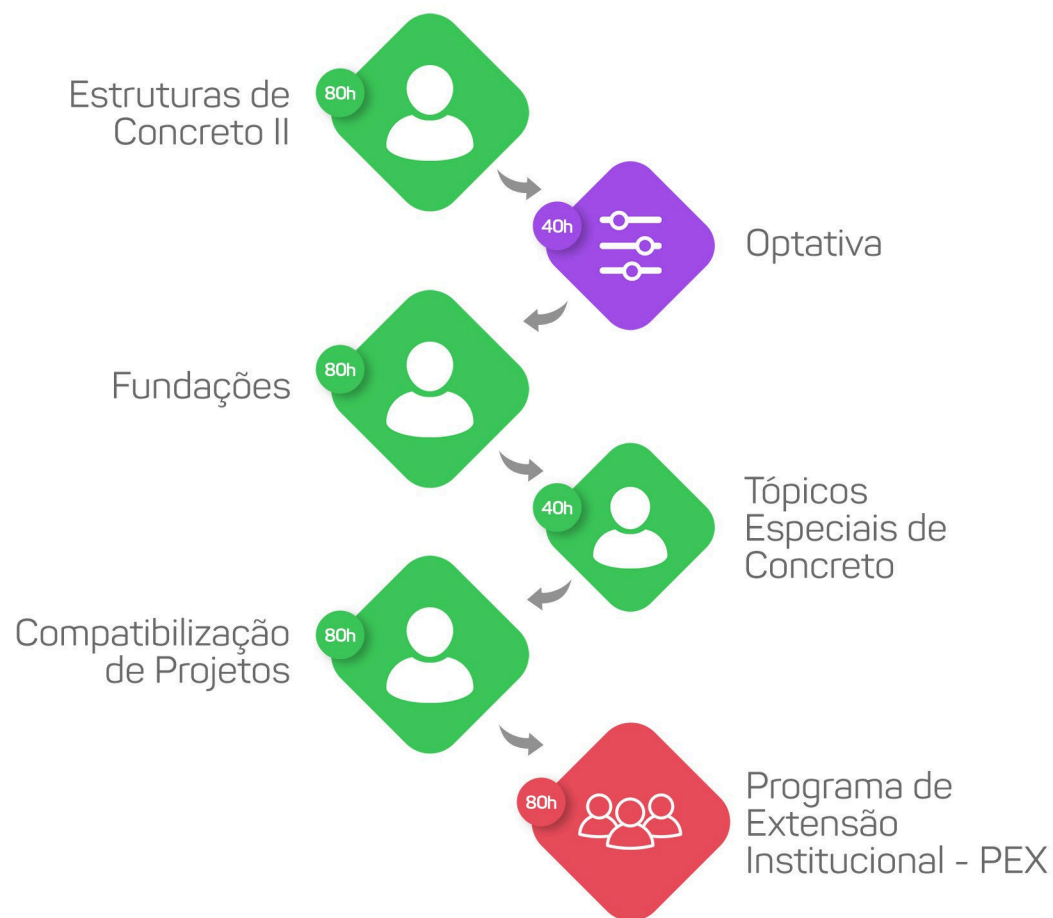 Estruturas de
Concreto II
80h
40h
Optativa
Fundações
80h
40h
Tópicos
Especiais de
Concreto
Compatibilização
de Projetos
80h
80h
Programa de
Extensão
Institucional - PEX